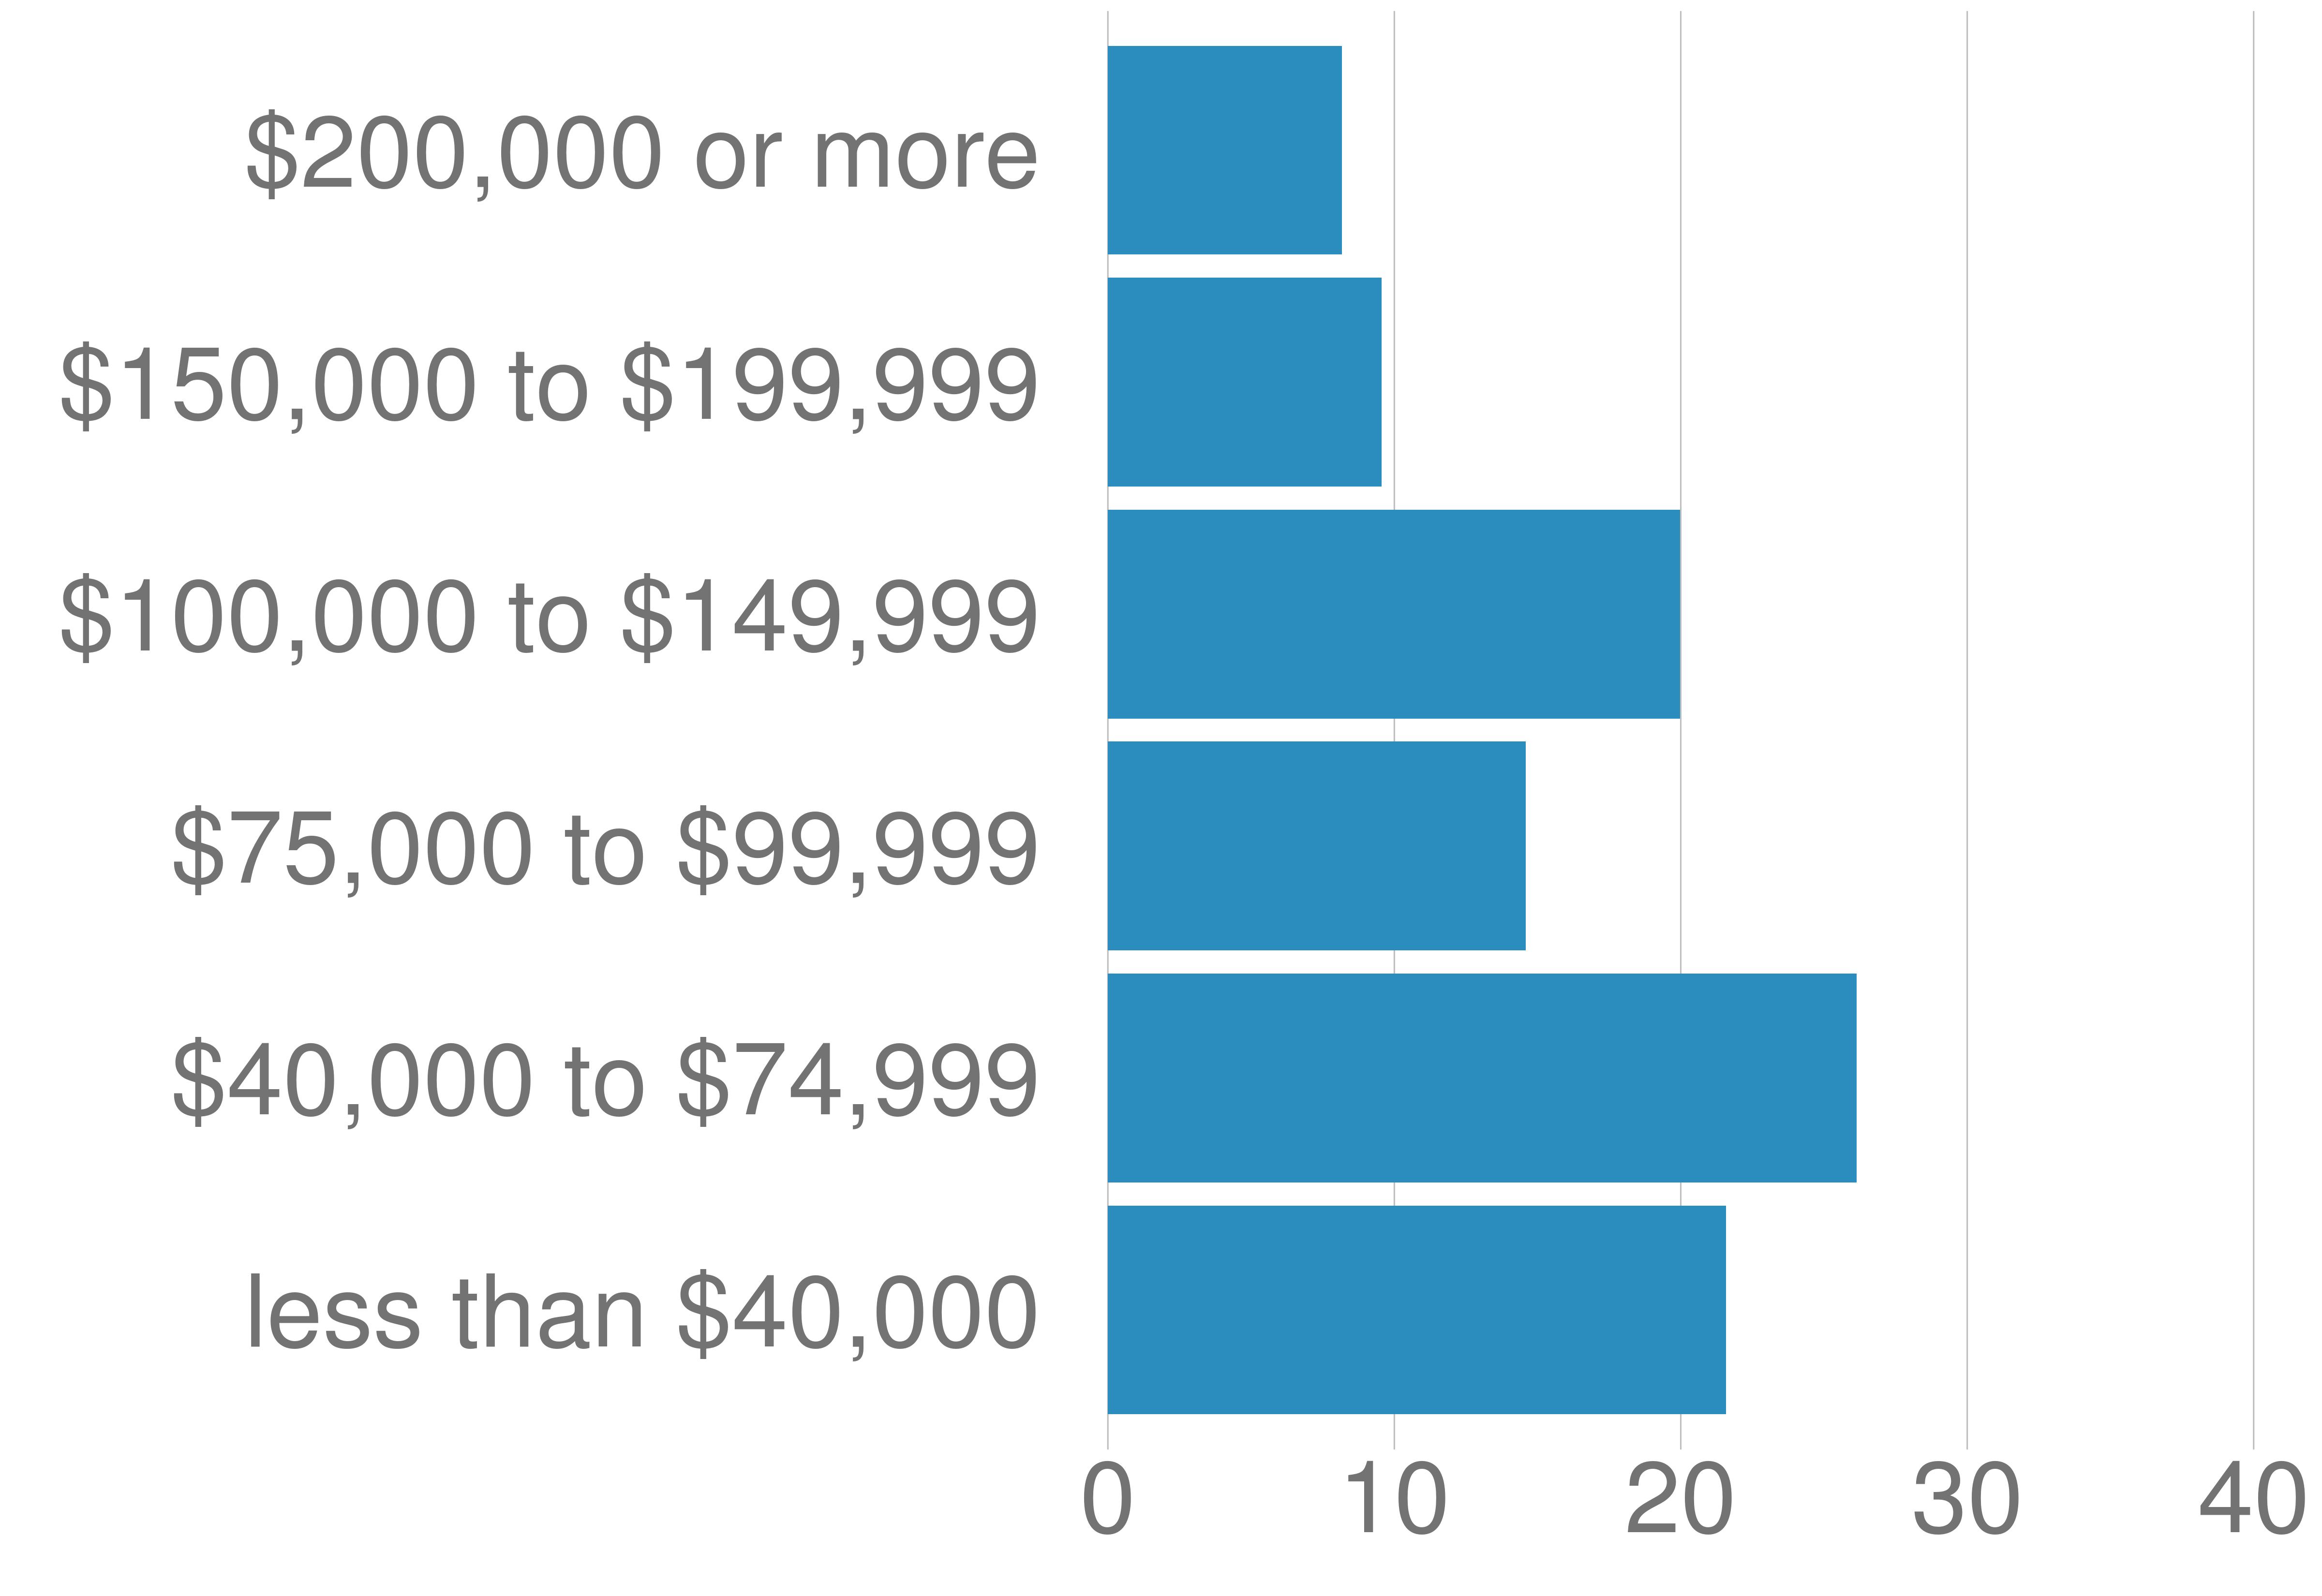 $200,000 or more
$150,000 to $199,999
$100,000 to $149,999
$75,000 to $99,999
$40,000 to $74,999
less than $40,000
0 10 20 30 40